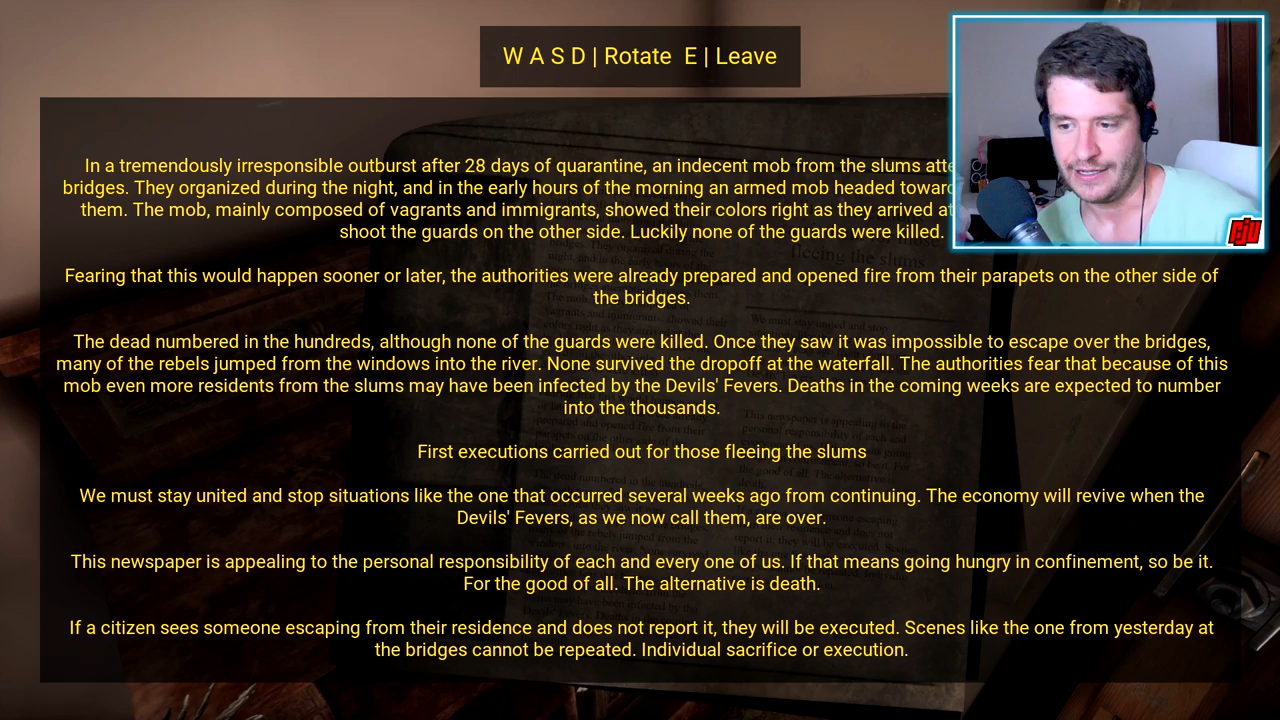 W A S D | Rotate E | Leave
In a tremendously irresponsible outburst after 28 days of quarantine, an indecent mob from the slums
bridges. They organized during the night, and in the early hours of the morning an armed mob headed
them. The mob, mainly composed of vagrants and immigrants, showed their colors right as they arrived at
shoot the guards on the other side. Luckily none of the guards were killed.
Fearing that this would happen sooner or later, the authorities were already prepared and opened fire from their parapets on the other side of
the bridges.
The dead numbered in the hundreds, although none of the guards were killed. Once they saw it was impossible to escape over the bridges,
many of the rebels jumped from the windows into the river. None survived the dropoff at the waterfall. The authorities fear that because of this
mob even more residents from the slums may have been infected by the Devils' Fevers. Deaths in the coming weeks are expected to number
into the thousands.
First executions carried out for those fleeing the slums
We must stay united and stop situations like the one that occurred several weeks ago from continuing. The economy will revive when the
Devils' Fevers, as we now call them, are over.
This newspaper is appealing to the personal responsibility of each and every one of us. If that means going hungry in confinement, so be it.
For the good of all. The alternative is death.
If a citizen sees someone escaping from their residence and does not report it, they will be executed. Scenes like the one from yesterday at
the bridges cannot be repeated. Individual sacrifice or execution.
CJU